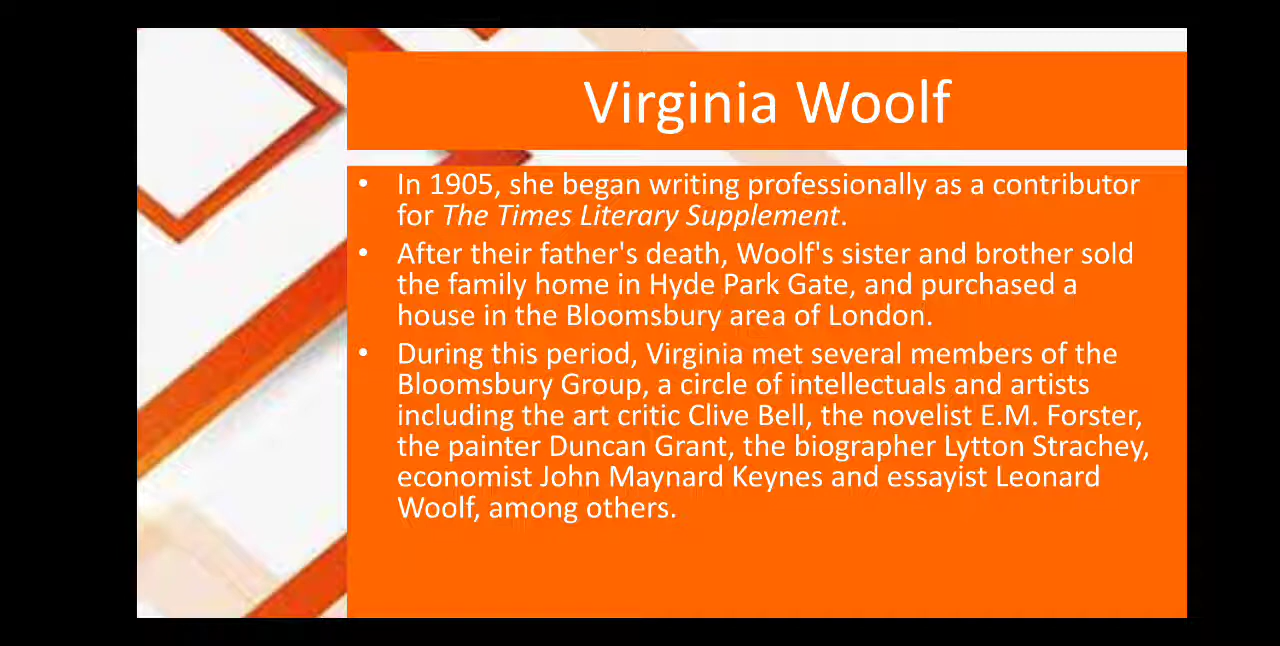 Virginia Woolf
• In 1905, she began writing professionally as a contributor
for The Times Literary Supplement.
• After their father's death, Woolf's sister and brother sold
the family home in Hyde Park Gate, and purchased a
house in the Bloomsbury area of London.
• During this period, Virginia met several members of the
Bloomsbury Group, a circle of intellectuals and artists
including the art critic Clive Bell, the novelist E.M. Forster,
the painter Duncan Grant, the biographer Lytton Strachey,
economist John Maynard Keynes and essayist Leonard
Woolf, among others.